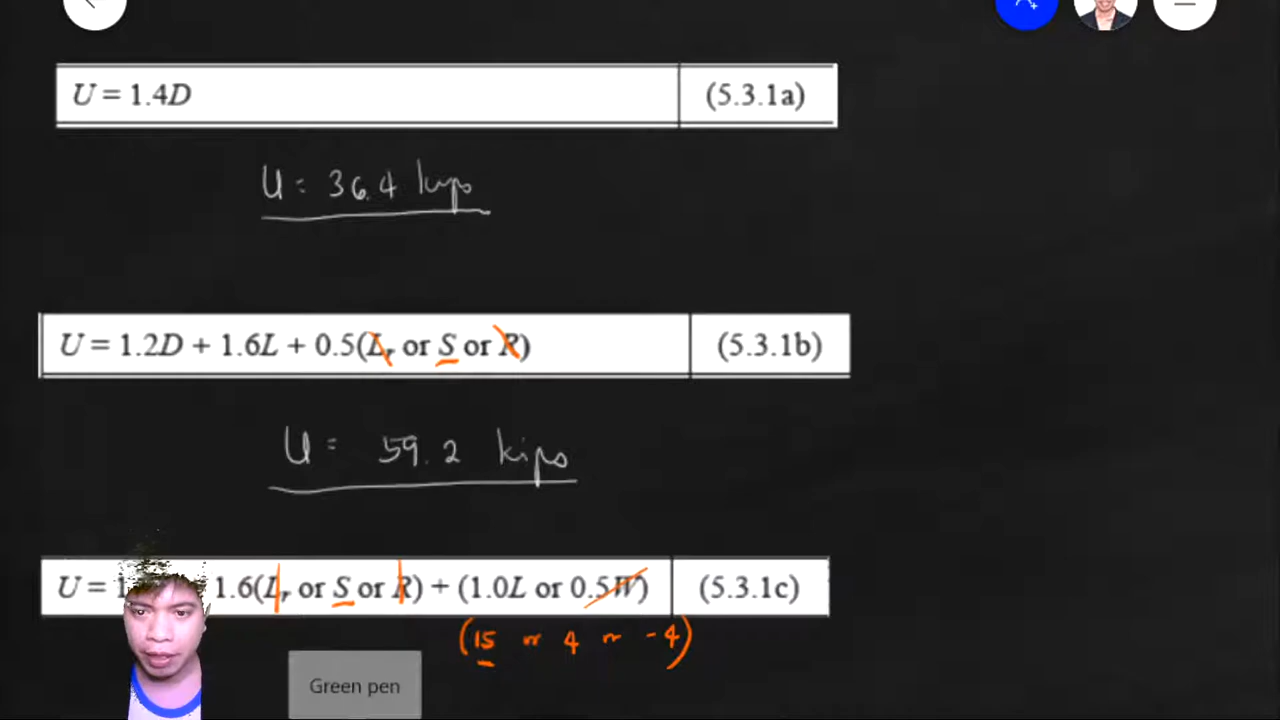 U = 1.4D (5.3.1a)
U = 36.4 kips
U = 1.2D + 1.6L + 0.5(Lr or S or R) (5.3.1b)
U = 59.2 kips
U = 1 1.6(Lr or S or R) + (1.0L or 0.5W) (5.3.1c)
(15 or 4 or -4)
Green pen